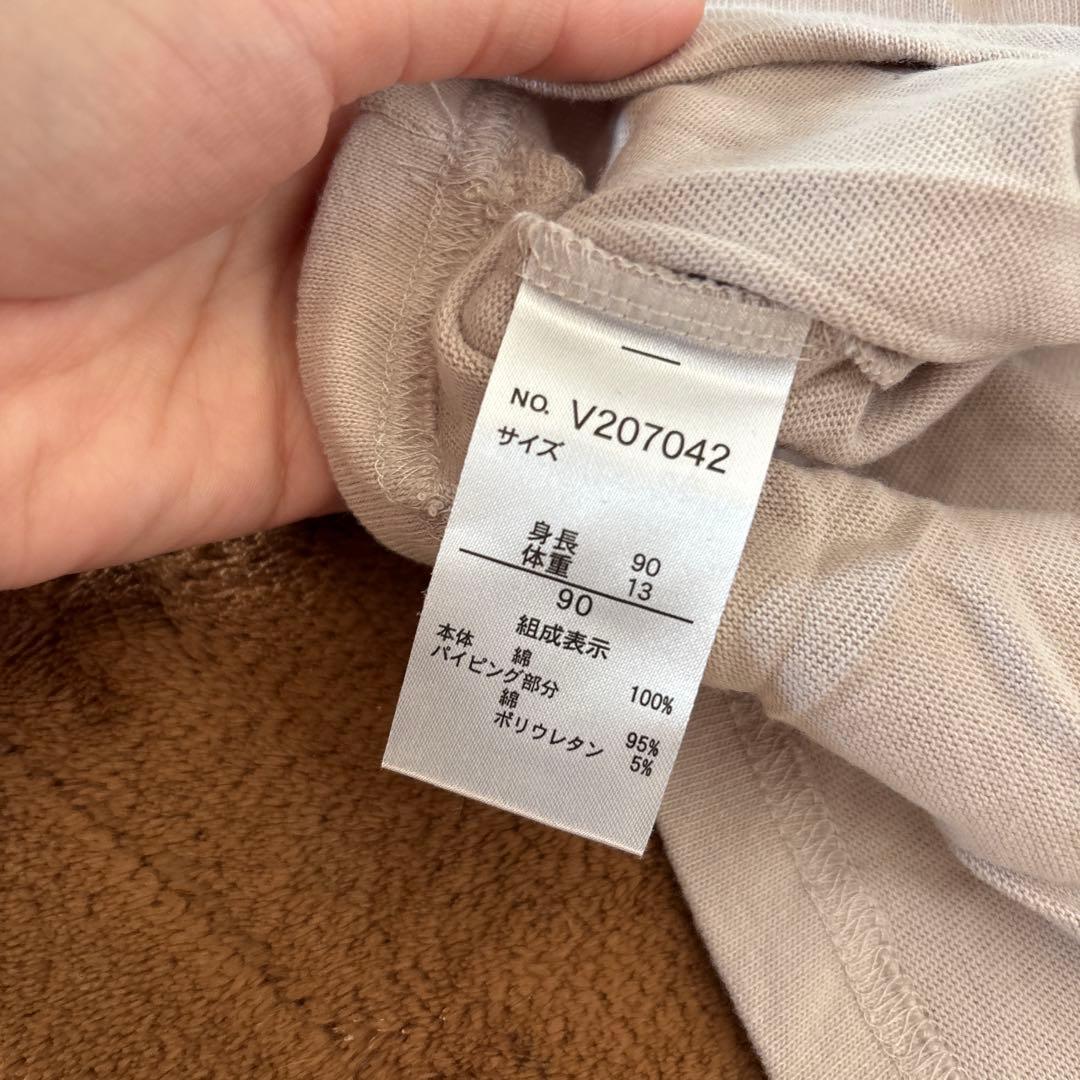 NO. V207042
サイズ
身長 90
体重 13
90
組成表示
本体 綿 100%
パイピング部分
綿 95%
ポリウレタン 5%